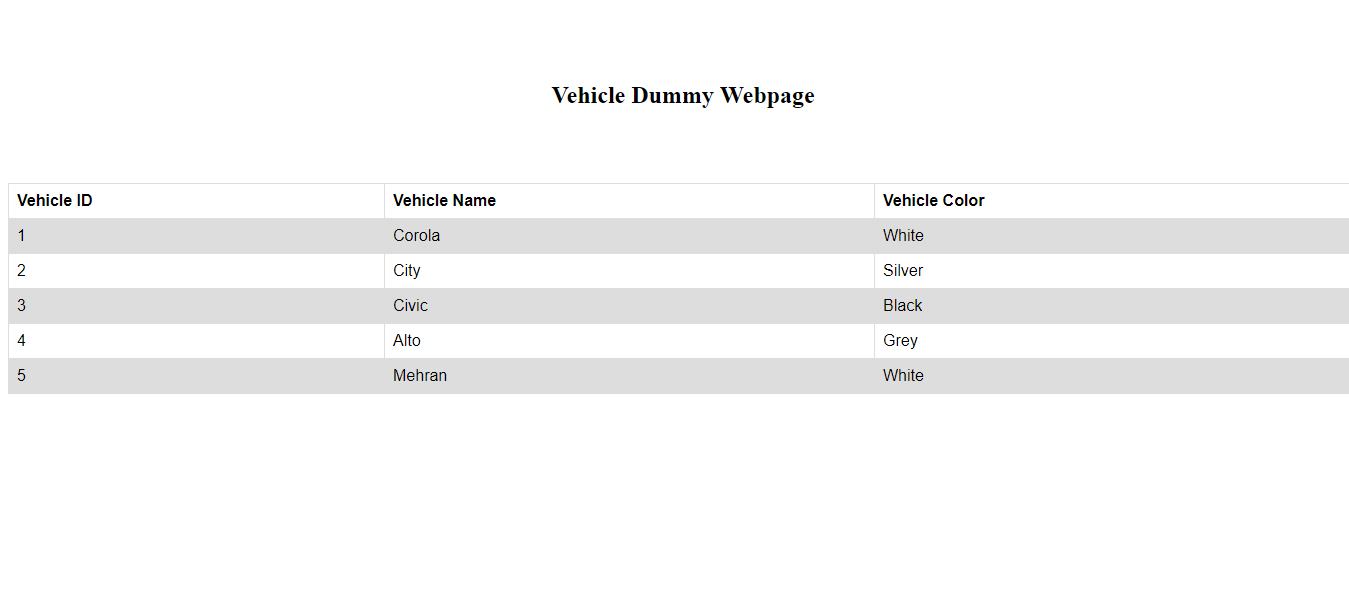 Vehicle Dummy Webpage
Vehicle ID Vehicle Name Vehicle Color
1 Corola White
2 City Silver
3 Civic Black
4 Alto Grey
5 Mehran White